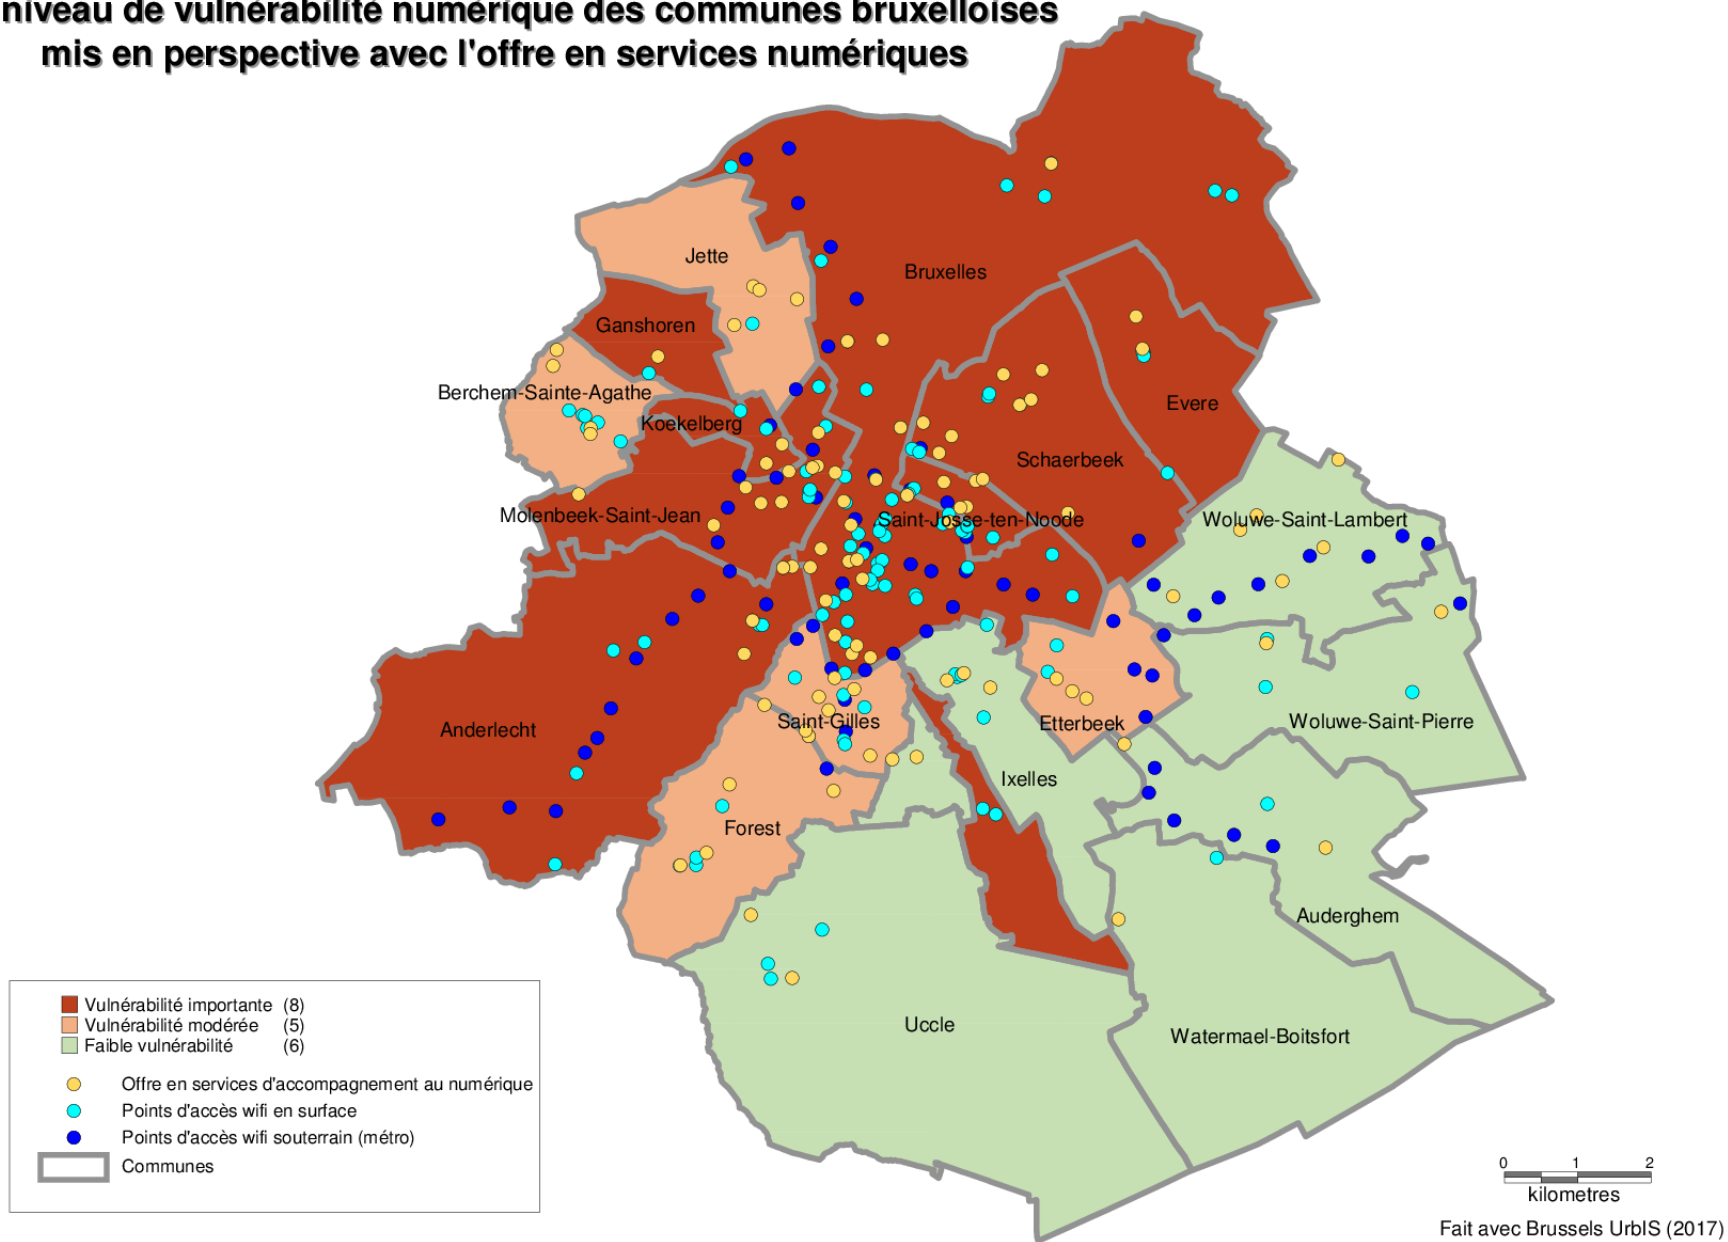 niveau de vulnérabilité numérique des communes bruxelloises
mis en perspective avec l'offre en services numériques
Jette
Bruxelles
Ganshoren
Berchem-Sainte-Agathe
Koekelberg
Evere
Schaerbeek
Molenbeek-Saint-Jean
Saint-Josse-ten-Noode
Woluwe-Saint-Lambert
Anderlecht
Saint-Gilles
Etterbeek
Woluwe-Saint-Pierre
Ixelles
Forest
Auderghem
Uccle
Watermael-Boitsfort
Vulnérabilité importante (8)
Vulnérabilité modérée (5)
Faible vulnérabilité (6)
Offre en services d'accompagnement au numérique
Points d'accès wifi en surface
Points d'accès wifi souterrain (métro)
Communes
0 1 2
kilometres
Fait avec Brussels UrbIS (2017)